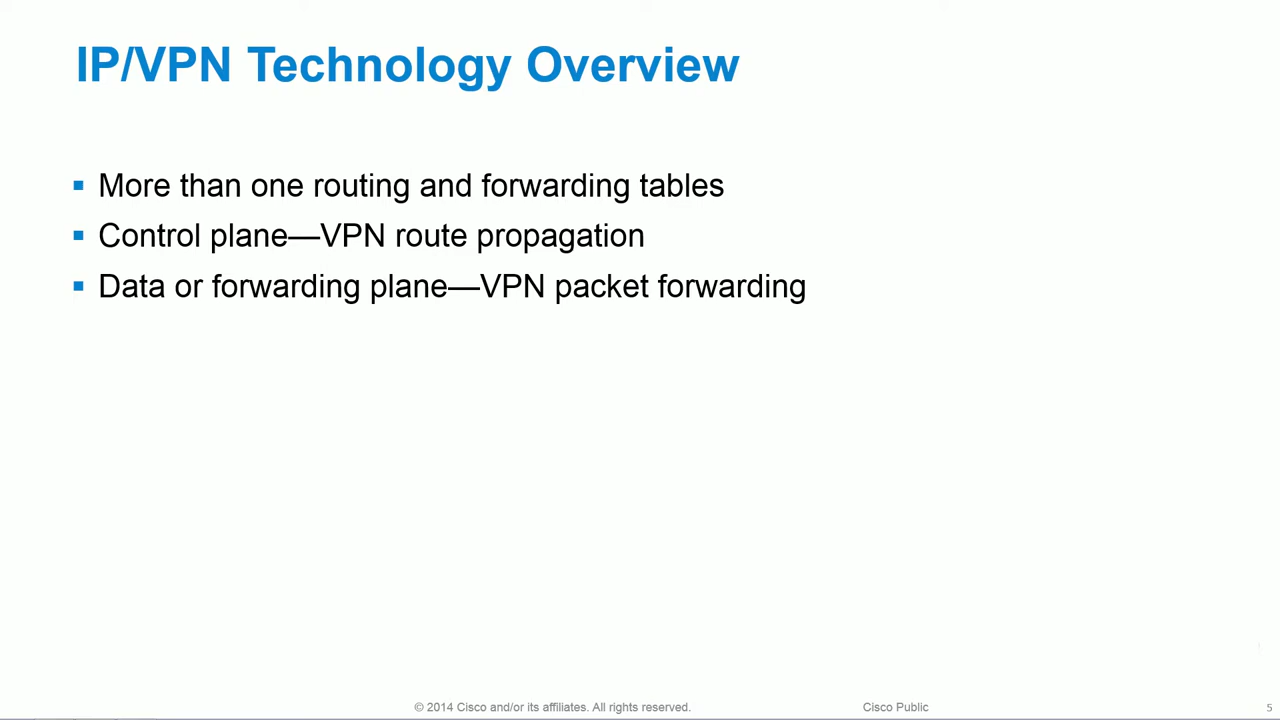 IP/VPN Technology Overview
▪ More than one routing and forwarding tables
▪ Control plane—VPN route propagation
▪ Data or forwarding plane—VPN packet forwarding
© 2014 Cisco and/or its affiliates. All rights reserved. Cisco Public 5